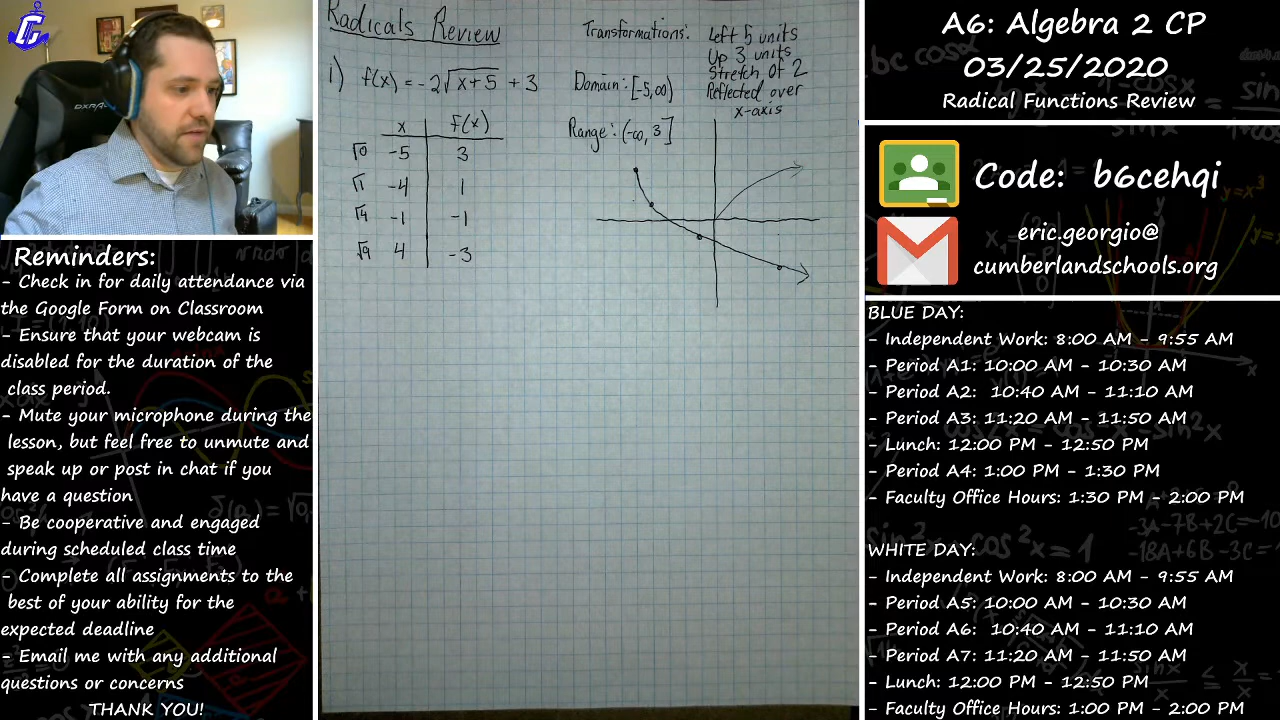 G
DXRAC
Reminders:
- Check in for daily attendance via
the Google Form on Classroom
- Ensure that your webcam is
disabled for the duration of the
class period.
- Mute your microphone during the
lesson, but feel free to unmute and
speak up or post in chat if you
have a question
- Be cooperative and engaged
during scheduled class time
- Complete all assignments to the
best of your ability for the
expected deadline
- Email me with any additional
questions or concerns
THANK YOU!
Radicals Review
1) f(x) = -2√x+5 + 3
x f(x)
√0 -5 3
√1 -4 1
√4 -1 -1
√9 4 -3
Transformations: Left 5 units
Up 3 units
Stretch of 2
Reflected over
x-axis
Domain: [-5,∞)
Range: (-∞, 3]
A6: Algebra 2 CP
03/25/2020
Radical Functions Review
Code: b6cehqi
eric.georgio@
cumberlandschools.org
BLUE DAY:
- Independent Work: 8:00 AM - 9:55 AM
- Period A1: 10:00 AM - 10:30 AM
- Period A2: 10:40 AM - 11:10 AM
- Period A3: 11:20 AM - 11:50 AM
- Lunch: 12:00 PM - 12:50 PM
- Period A4: 1:00 PM - 1:30 PM
- Faculty Office Hours: 1:30 PM - 2:00 PM
WHITE DAY:
- Independent Work: 8:00 AM - 9:55 AM
- Period A5: 10:00 AM - 10:30 AM
- Period A6: 10:40 AM - 11:10 AM
- Period A7: 11:20 AM - 11:50 AM
- Lunch: 12:00 PM - 12:50 PM
- Faculty Office Hours: 1:00 PM - 2:00 PM